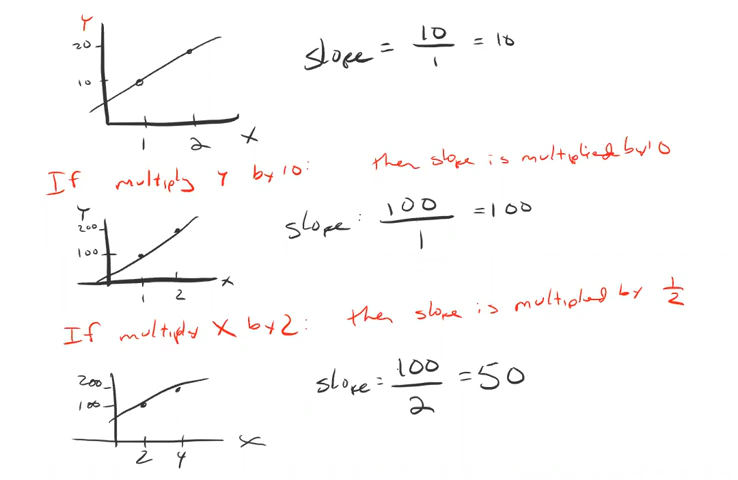 Y
20
10
1 2 X
slope = 10/1 = 10
If multiply Y by 10: then slope is multiplied by 10
Y
200
100
1 2 X
slope: 100/1 = 100
If multiply X by 2: then slope is multiplied by 1/2
200
100
2 4 X
slope = 100/2 = 50